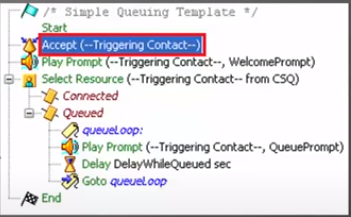 /* Simple Queuing Template */
Start
Accept (--Triggering Contact--)
Play Prompt (--Triggering Contact--, WelcomePrompt)
Select Resource (--Triggering Contact-- from CSQ)
Connected
Queued
queueLoop:
Play Prompt (--Triggering Contact--, QueuePrompt)
Delay DelayWhileQueued sec
Goto queueLoop
End